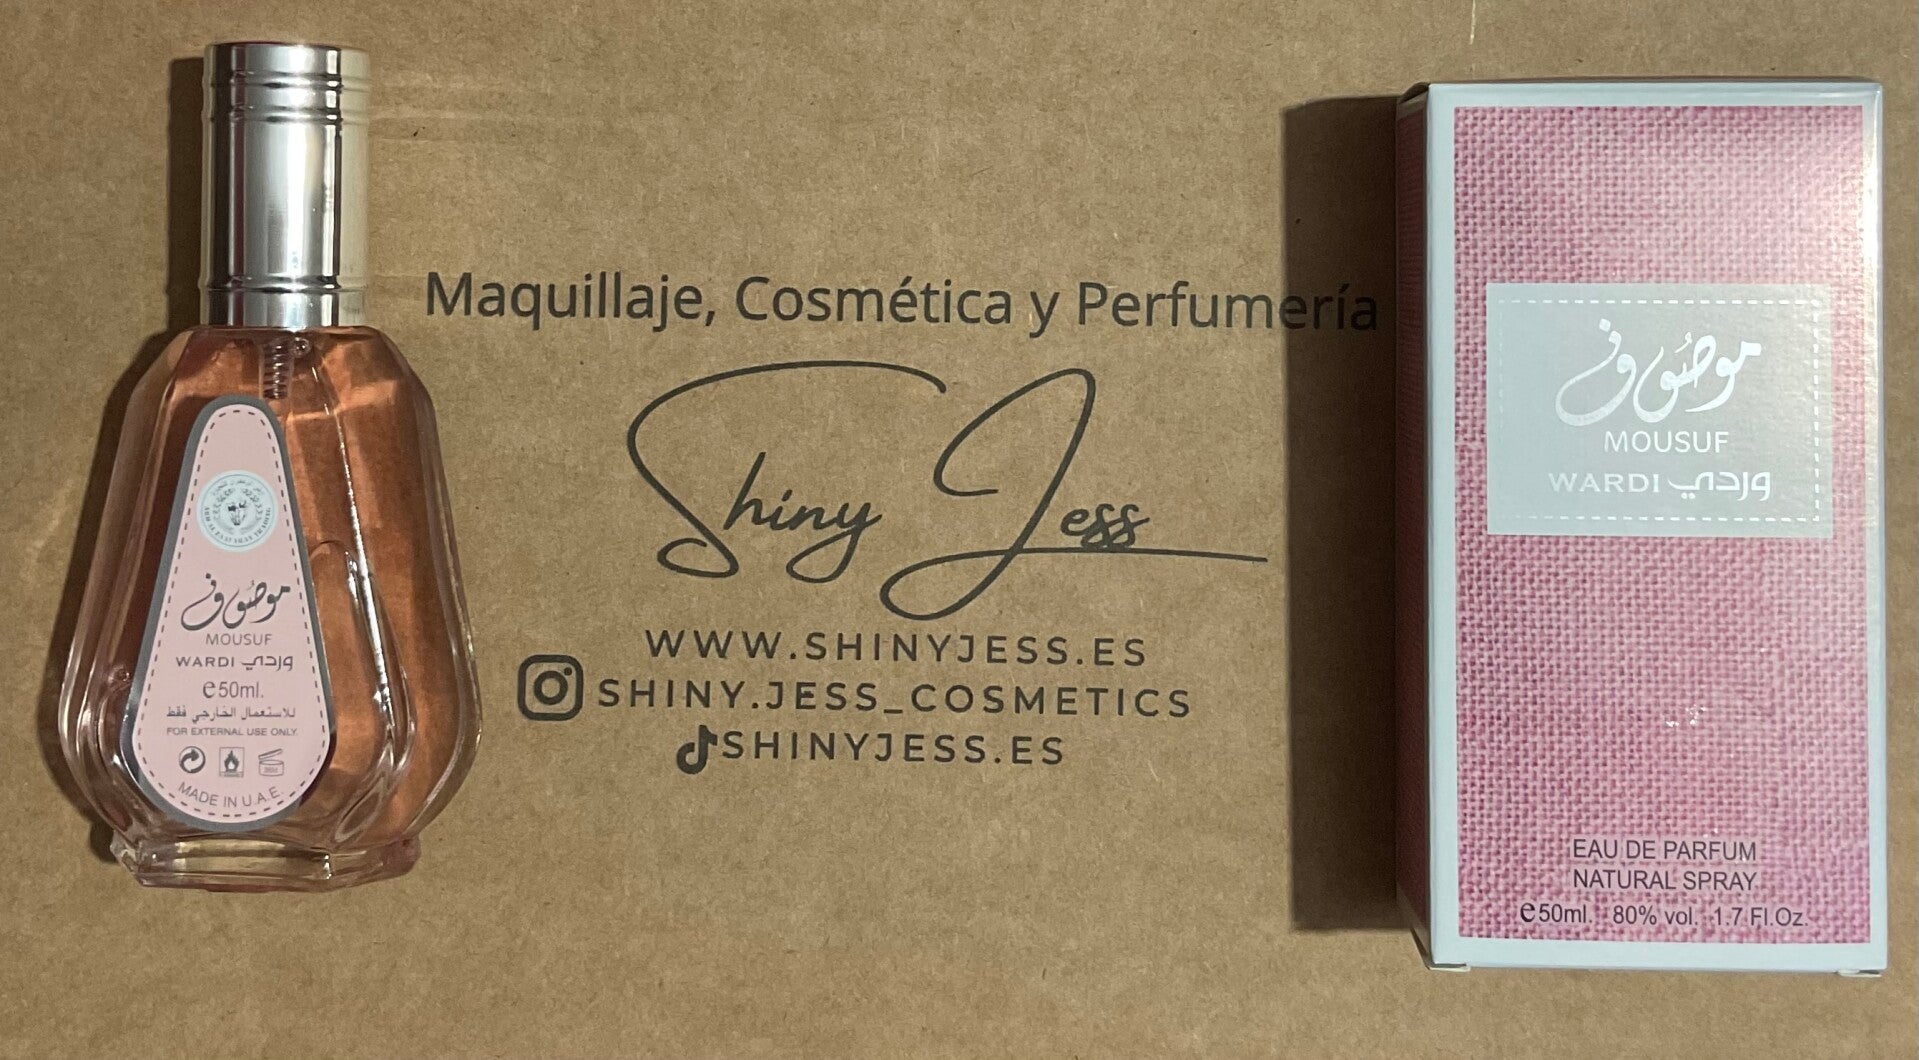 Maquillaje, Cosmética y Perfumería
Shiny Jess
WWW.SHINYJESS.ES
SHINY.JESS_COSMETICS
SHINYJESS.ES
موصوف
MOUSUF
WARDI وردي
e50ml.
للاستعمال الخارجي فقط
FOR EXTERNAL USE ONLY.
MADE IN U.A.E.
موصُوف
MOUSUF
WARDI وردي
EAU DE PARFUM
NATURAL SPRAY
e50ml. 80% vol. 1.7 Fl.Oz.